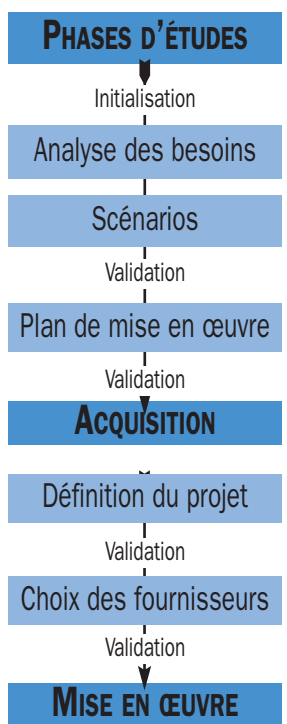 PHASES D'ÉTUDES
Initialisation
Analyse des besoins
Scénarios
Validation
Plan de mise en œuvre
Validation
ACQUISITION
Définition du projet
Validation
Choix des fournisseurs
Validation
MISE EN ŒUVRE